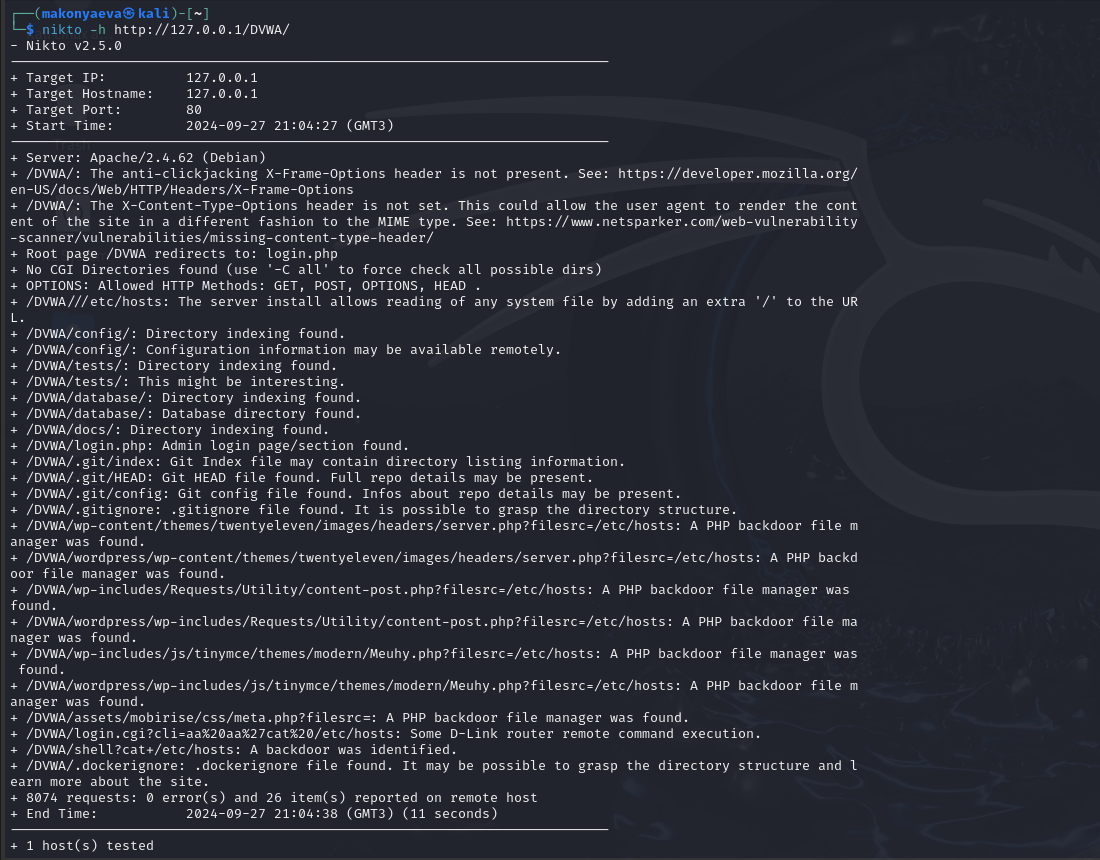 ┌──(makonyaeva㉿kali)-[~]
└─$ nikto -h http://127.0.0.1/DVWA/
- Nikto v2.5.0
---------------------------------------------------------------------------
+ Target IP:          127.0.0.1
+ Target Hostname:    127.0.0.1
+ Target Port:        80
+ Start Time:         2024-09-27 21:04:27 (GMT3)
---------------------------------------------------------------------------
+ Server: Apache/2.4.62 (Debian)
+ /DVWA/: The anti-clickjacking X-Frame-Options header is not present. See: https://developer.mozilla.org/
en-US/docs/Web/HTTP/Headers/X-Frame-Options
+ /DVWA/: The X-Content-Type-Options header is not set. This could allow the user agent to render the cont
ent of the site in a different fashion to the MIME type. See: https://www.netsparker.com/web-vulnerability
-scanner/vulnerabilities/missing-content-type-header/
+ Root page /DVWA redirects to: login.php
+ No CGI Directories found (use '-C all' to force check all possible dirs)
+ OPTIONS: Allowed HTTP Methods: GET, POST, OPTIONS, HEAD .
+ /DVWA///etc/hosts: The server install allows reading of any system file by adding an extra '/' to the UR
L.
+ /DVWA/config/: Directory indexing found.
+ /DVWA/config/: Configuration information may be available remotely.
+ /DVWA/tests/: Directory indexing found.
+ /DVWA/tests/: This might be interesting.
+ /DVWA/database/: Directory indexing found.
+ /DVWA/database/: Database directory found.
+ /DVWA/docs/: Directory indexing found.
+ /DVWA/login.php: Admin login page/section found.
+ /DVWA/.git/index: Git Index file may contain directory listing information.
+ /DVWA/.git/HEAD: Git HEAD file found. Full repo details may be present.
+ /DVWA/.git/config: Git config file found. Infos about repo details may be present.
+ /DVWA/.gitignore: .gitignore file found. It is possible to grasp the directory structure.
+ /DVWA/wp-content/themes/twentyeleven/images/headers/server.php?filesrc=/etc/hosts: A PHP backdoor file m
anager was found.
+ /DVWA/wordpress/wp-content/themes/twentyeleven/images/headers/server.php?filesrc=/etc/hosts: A PHP backd
oor file manager was found.
+ /DVWA/wp-includes/Requests/Utility/content-post.php?filesrc=/etc/hosts: A PHP backdoor file manager was
found.
+ /DVWA/wordpress/wp-includes/Requests/Utility/content-post.php?filesrc=/etc/hosts: A PHP backdoor file ma
nager was found.
+ /DVWA/wp-includes/js/tinymce/themes/modern/Meuhy.php?filesrc=/etc/hosts: A PHP backdoor file manager was
 found.
+ /DVWA/wordpress/wp-includes/js/tinymce/themes/modern/Meuhy.php?filesrc=/etc/hosts: A PHP backdoor file m
anager was found.
+ /DVWA/assets/mobirise/css/meta.php?filesrc=: A PHP backdoor file manager was found.
+ /DVWA/login.cgi?cli=aa%20aa%27cat%20/etc/hosts: Some D-Link router remote command execution.
+ /DVWA/shell?cat+/etc/hosts: A backdoor was identified.
+ /DVWA/.dockerignore: .dockerignore file found. It may be possible to grasp the directory structure and l
earn more about the site.
+ 8074 requests: 0 error(s) and 26 item(s) reported on remote host
+ End Time:           2024-09-27 21:04:38 (GMT3) (11 seconds)
---------------------------------------------------------------------------
+ 1 host(s) tested